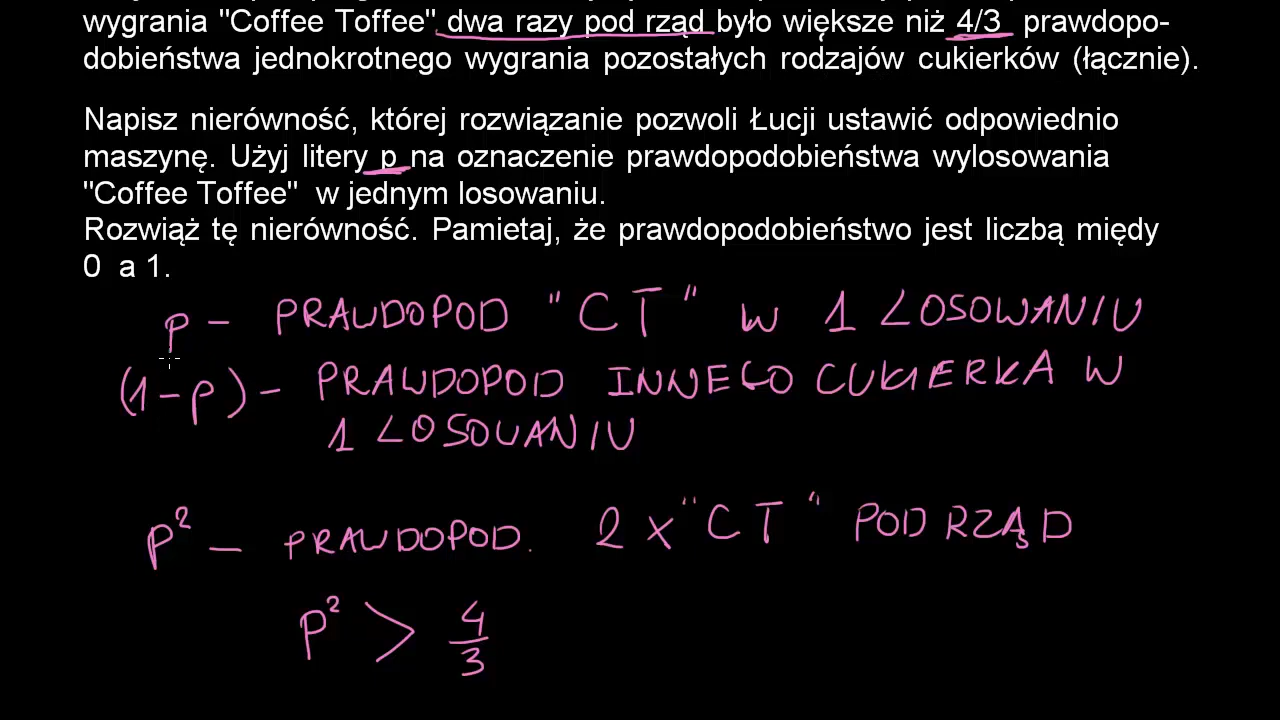 wygrania "Coffee Toffee" dwa razy pod rząd było większe niż 4/3 prawdopo-
dobieństwa jednokrotnego wygrania pozostałych rodzajów cukierków (łącznie).
Napisz nierówność, której rozwiązanie pozwoli Łucji ustawić odpowiednio
maszynę. Użyj litery p na oznaczenie prawdopodobieństwa wylosowania
"Coffee Toffee" w jednym losowaniu.
Rozwiąż tę nierówność. Pamietaj, że prawdopodobieństwo jest liczbą między
0 a 1.
p - PRAWDOPOD "CT" W 1 LOSOWANIU
(1-p) - PRAWDOPOD INNEGO CUKIERKA W
1 LOSOWANIU
p² - PRAWDOPOD. 2 x "CT" POD RZĄD
p² > 4/3